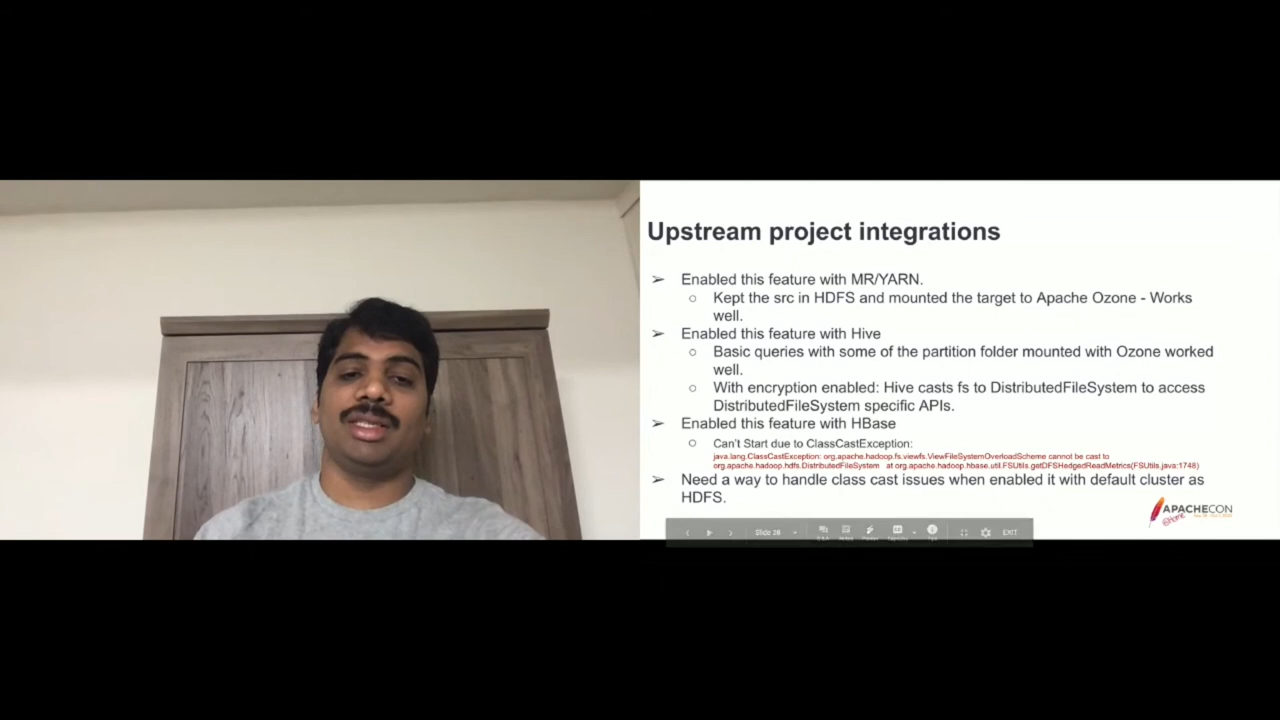 Upstream project integrations
➢ Enabled this feature with MR/YARN.
○ Kept the src in HDFS and mounted the target to Apache Ozone - Works
well.
➢ Enabled this feature with Hive
○ Basic queries with some of the partition folder mounted with Ozone worked
well.
○ With encryption enabled: Hive casts fs to DistributedFileSystem to access
DistributedFileSystem specific APIs.
➢ Enabled this feature with HBase
○ Can't Start due to ClassCastException:
java.lang.ClassCastException: org.apache.hadoop.fs.viewfs.ViewFileSystemOverloadScheme cannot be cast to
org.apache.hadoop.hdfs.DistributedFileSystem at org.apache.hadoop.hbase.util.FSUtils.getDFSHedgedReadMetrics(FSUtils.java:1748)
➢ Need a way to handle class cast issues when enabled it with default cluster as
HDFS.
APACHECON
@Home
Slide 28
EXIT